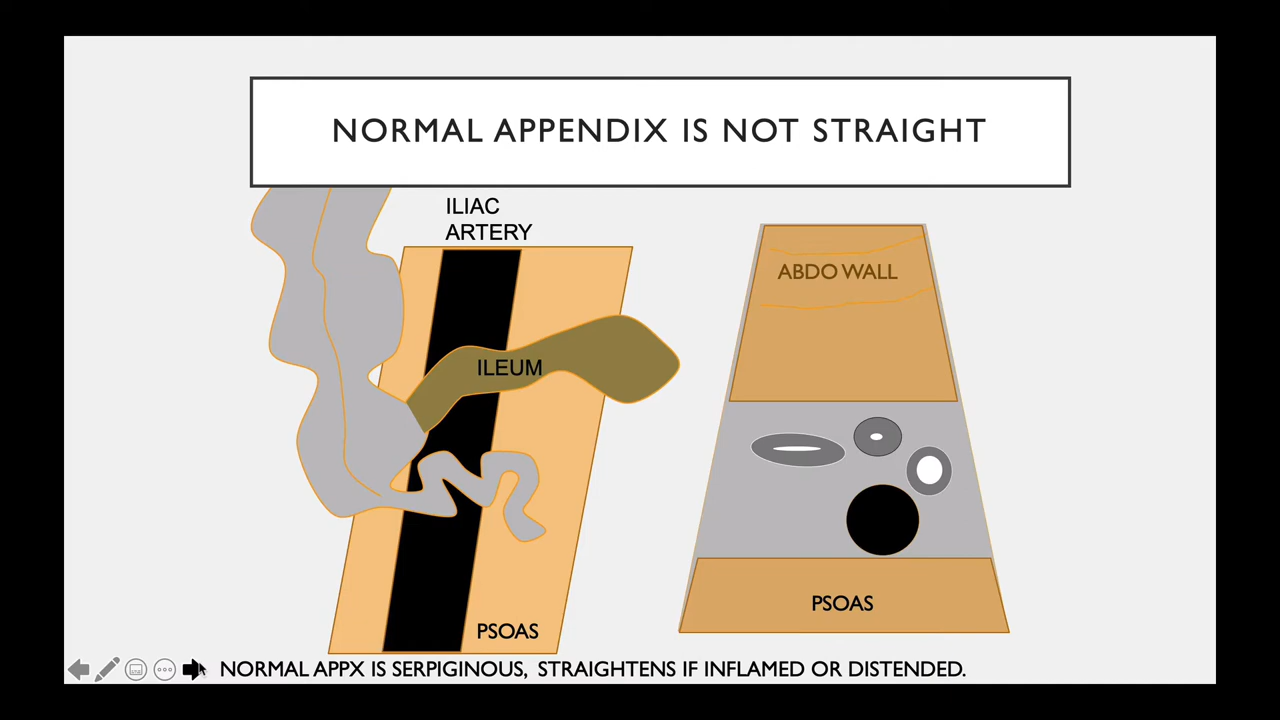 NORMAL APPENDIX IS NOT STRAIGHT
ILIAC
ARTERY
ABDO WALL
ILEUM
PSOAS
PSOAS
NORMAL APPX IS SERPIGINOUS, STRAIGHTENS IF INFLAMED OR DISTENDED.